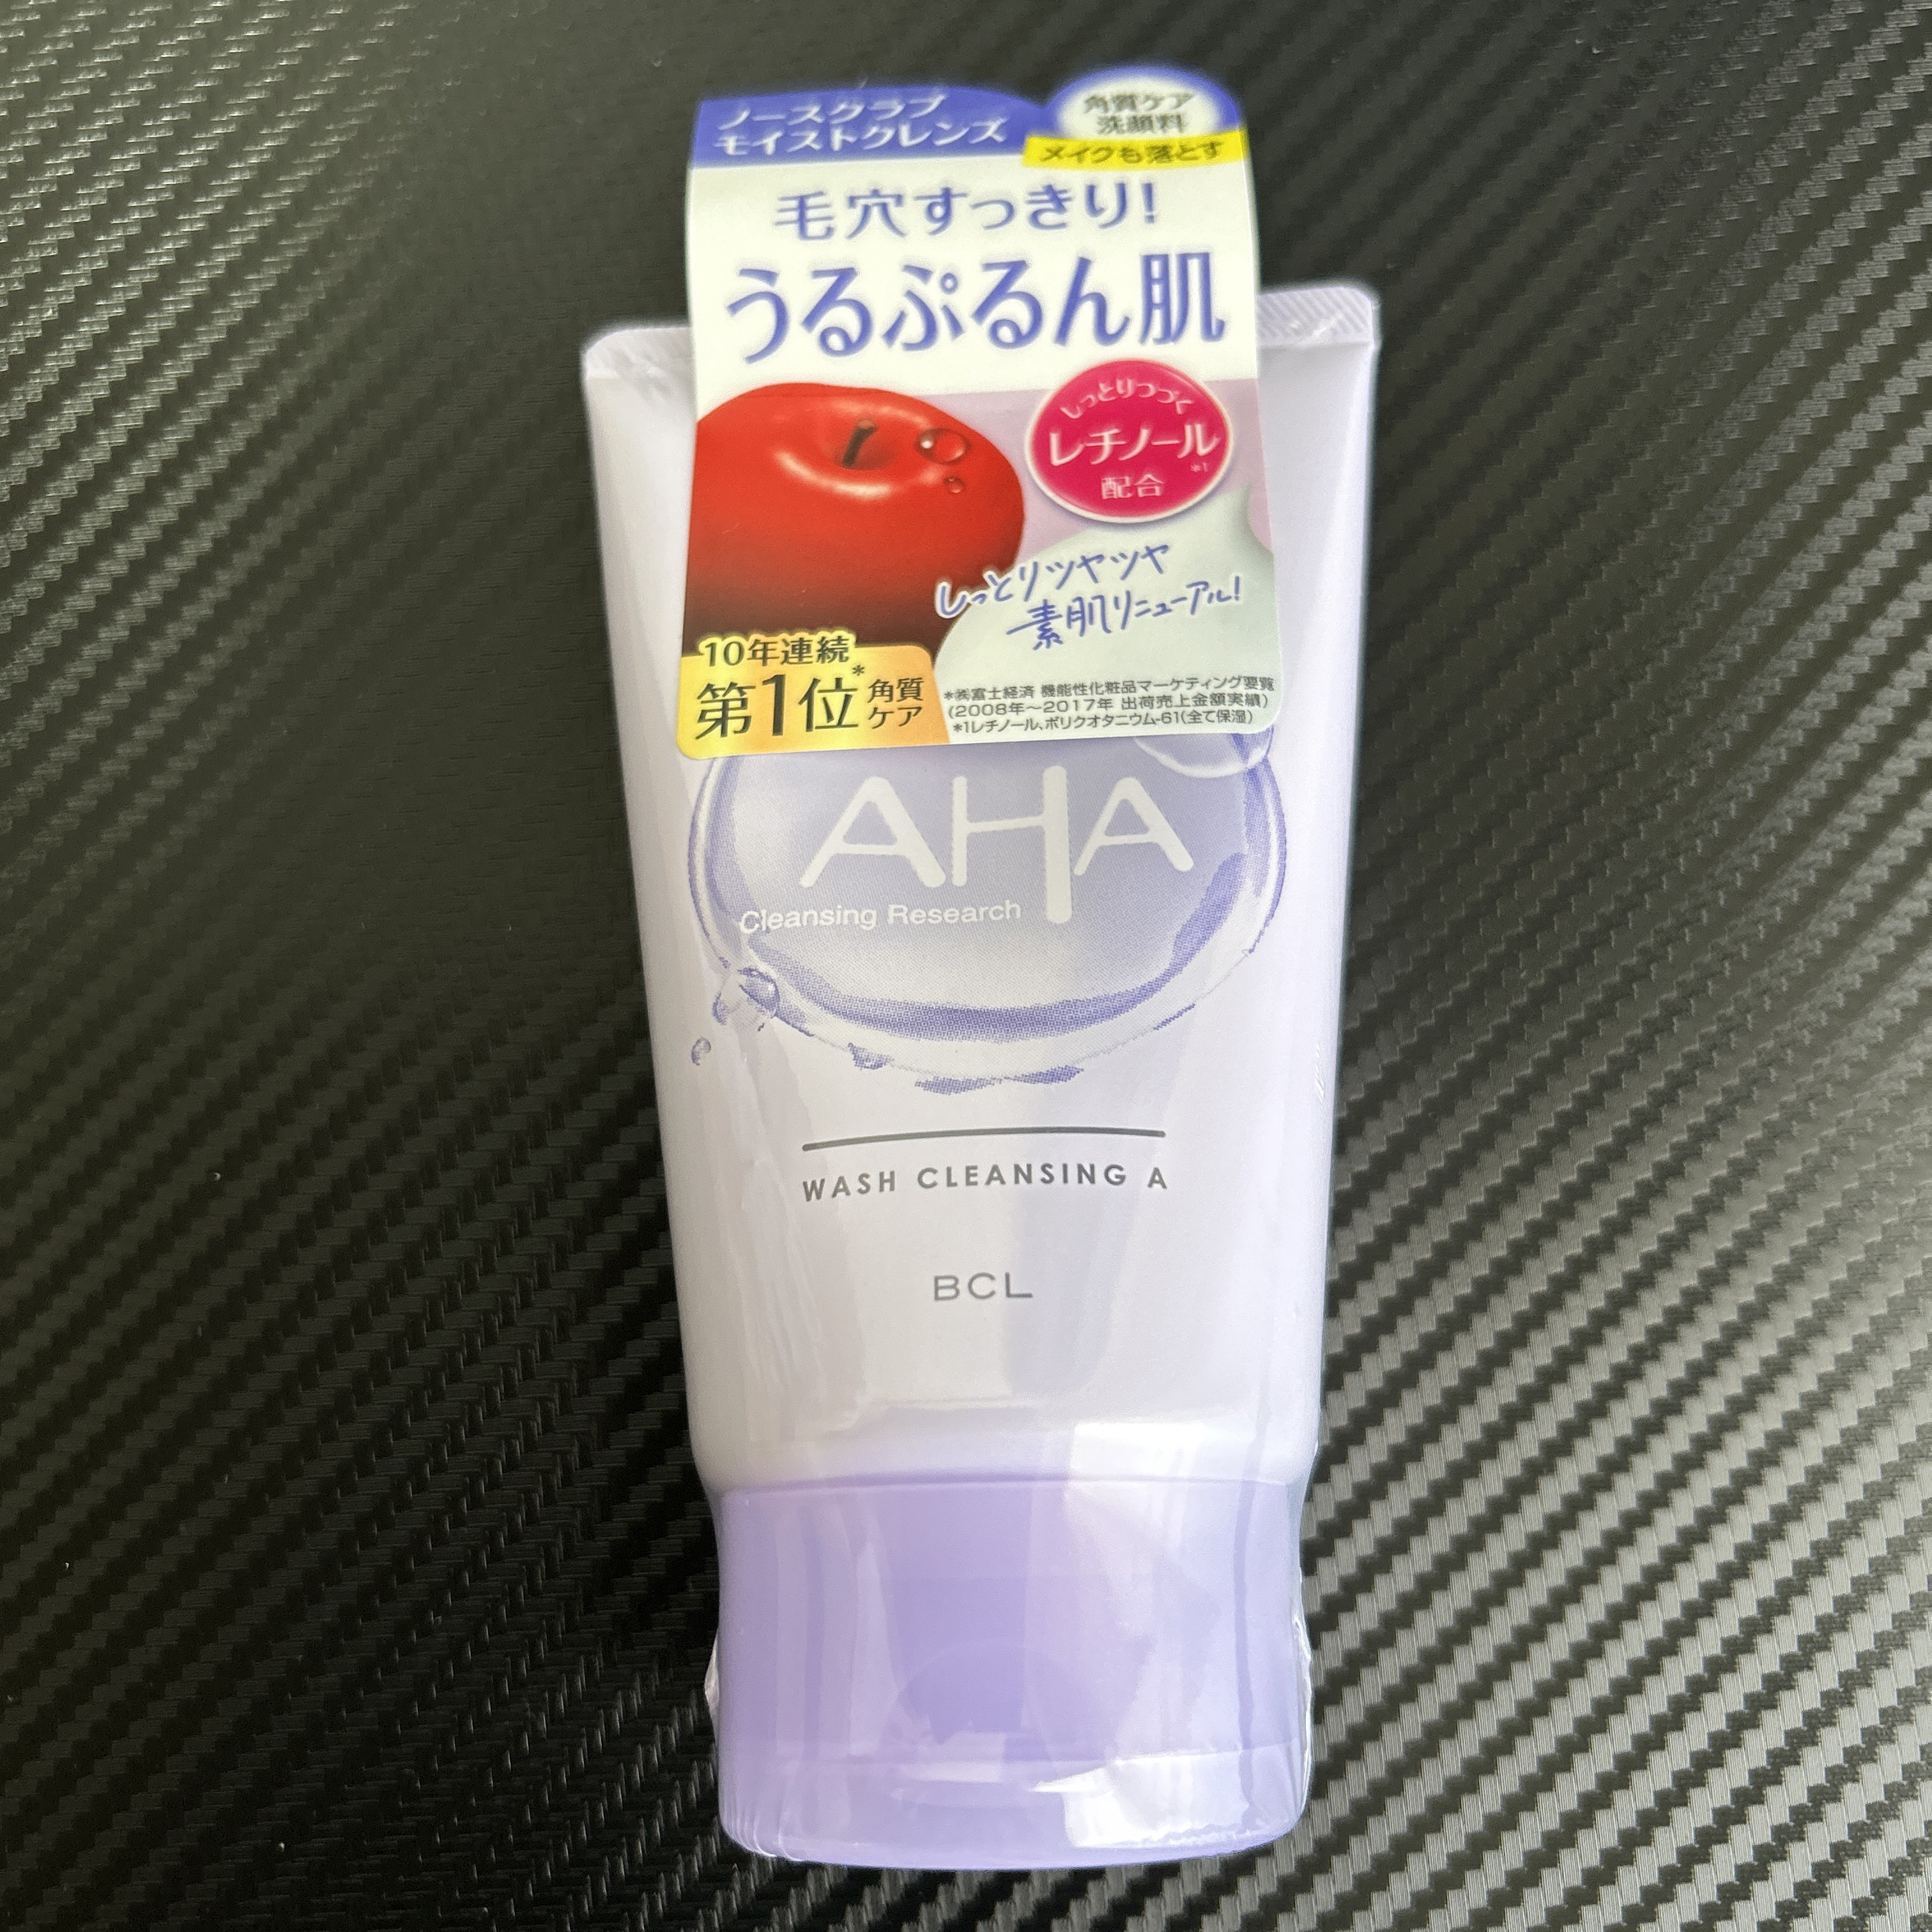 ノースクラブ
モイストクレンズ
角質ケア
洗顔料
メイクも落とす
毛穴すっきり!
うるぷるん肌
しっとりつづく
レチノール
*1
配合
しっとりツヤツヤ
素肌リニューアル!
10年連続
第1位*角質
ケア
*㈱富士経済 機能性化粧品マーケティング要覧
(2008年~2017年 出荷売上金額実績)
*1レチノール、ポリクオタニウム-61(全て保湿)
AHA
Cleansing Research
WASH CLEANSING A
BCL